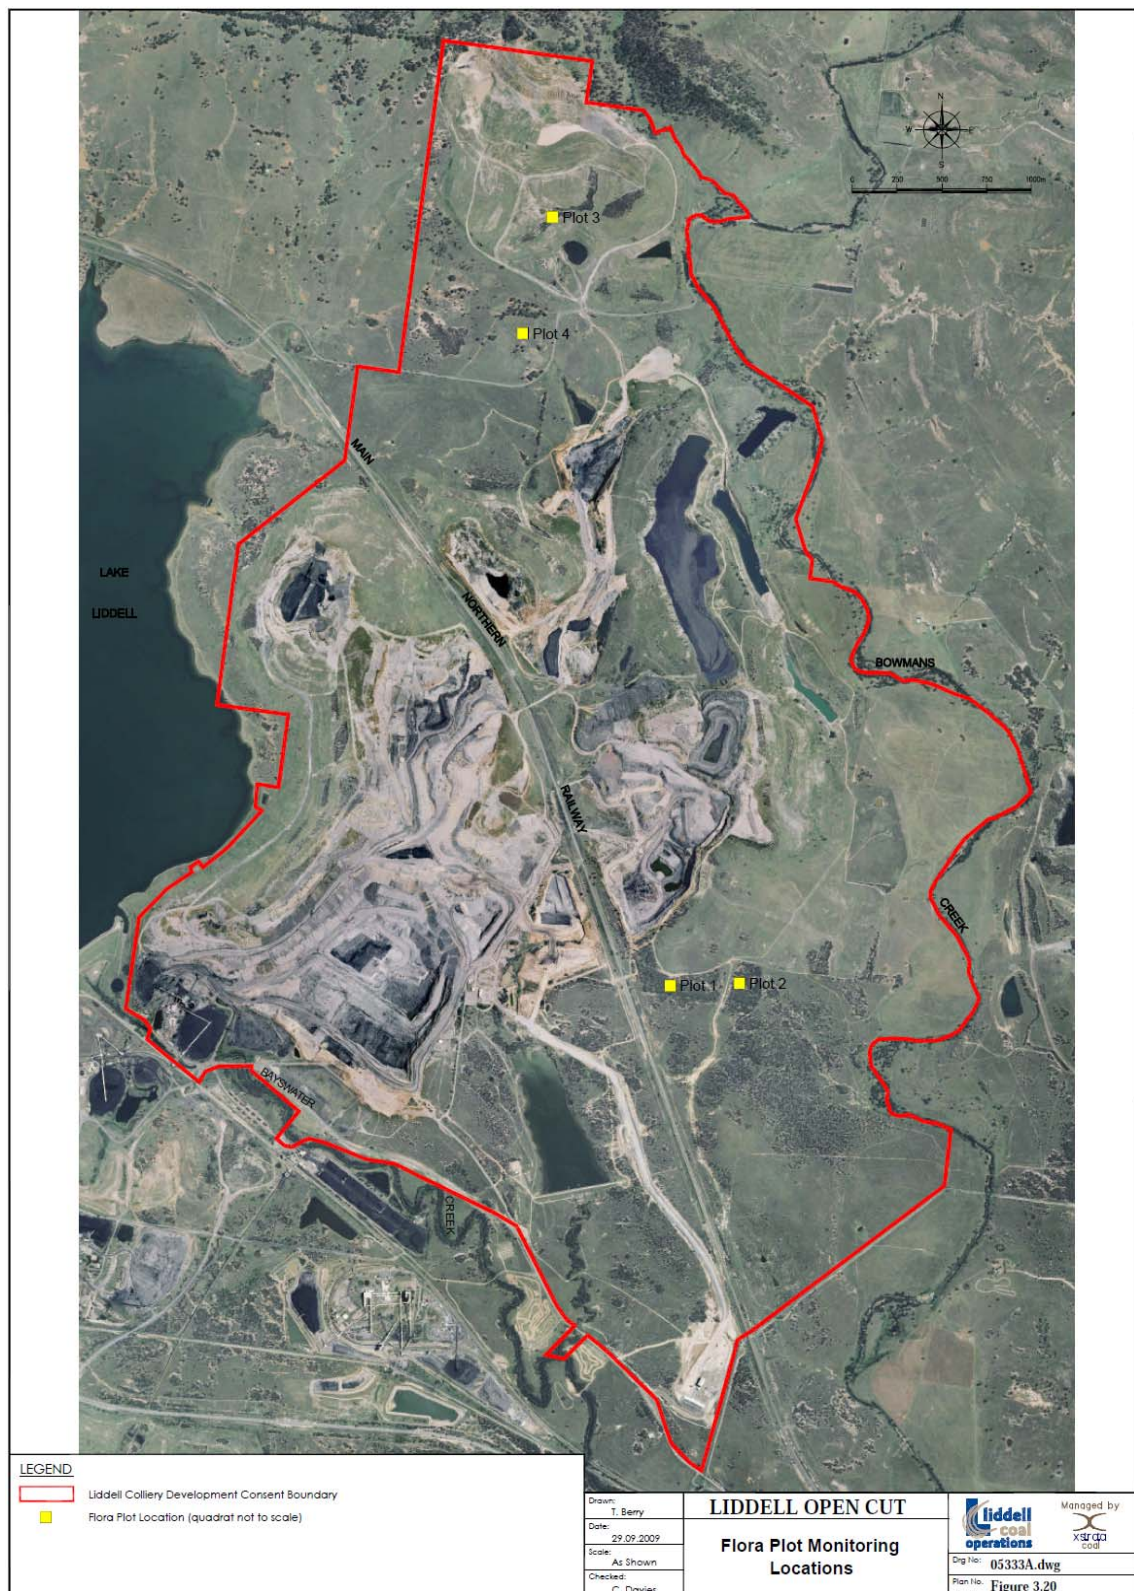 N
W
E
S
0 250 500 750 1000m
Plot 3
Plot 4
MAIN
NORTHERN
RAILWAY
LAKE
LIDDELL
BOWMANS
CREEK
Plot 1
Plot 2
BAYSWATER
CREEK
LEGEND
Liddell Colliery Development Consent Boundary
Flora Plot Location (quadrat not to scale)
Drawn:
T. Berry
Date:
29.09.2009
Scale:
As Shown
Checked:
C. Davies
LIDDELL OPEN CUT
Flora Plot Monitoring
Locations
liddell
coal
operations
Managed by
xstrata
coal
Drg No: 05333A.dwg
Plan No. Figure 3.20